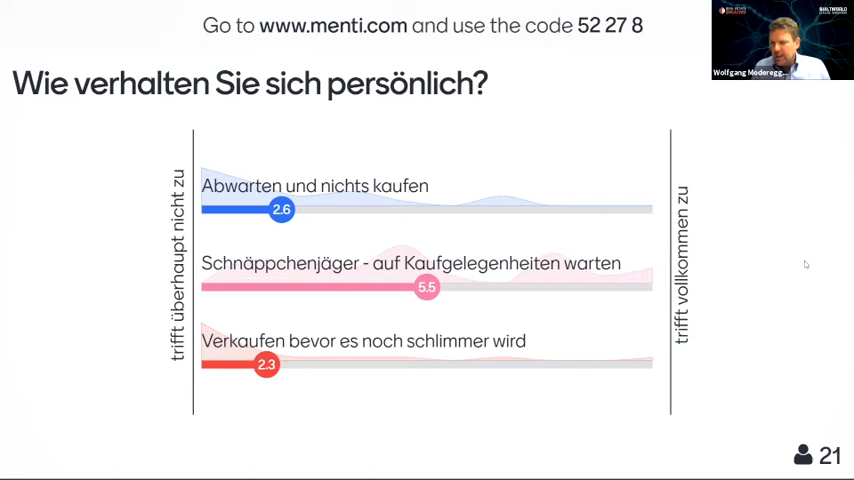 Go to www.menti.com and use the code 52 27 8
Wie verhalten Sie sich persönlich?
Wolfgang Moderegg...
trifft überhaupt nicht zu
Abwarten und nichts kaufen
2.6
Schnäppchenjäger - auf Kaufgelegenheiten warten
5.5
Verkaufen bevor es noch schlimmer wird
2.3
trifft vollkommen zu
21